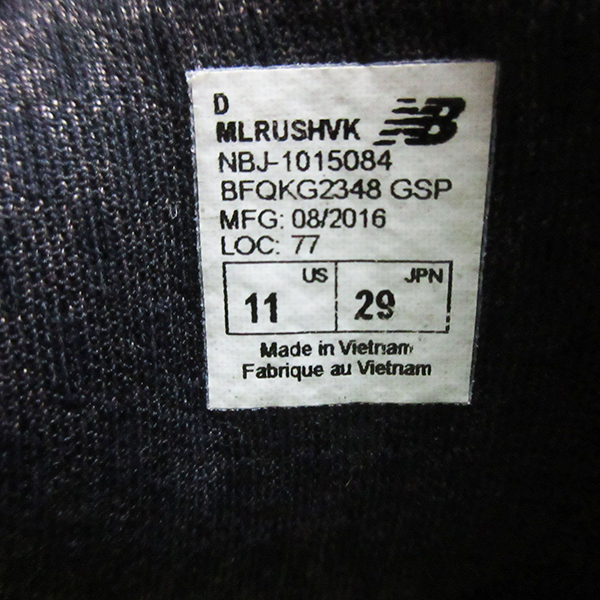 D
MLRUSHVK
NBJ-1015084
BFQKG2348 GSP
MFG: 08/2016
LOC: 77
US JPN
11 29
Made in Vietnam
Fabrique au Vietnam